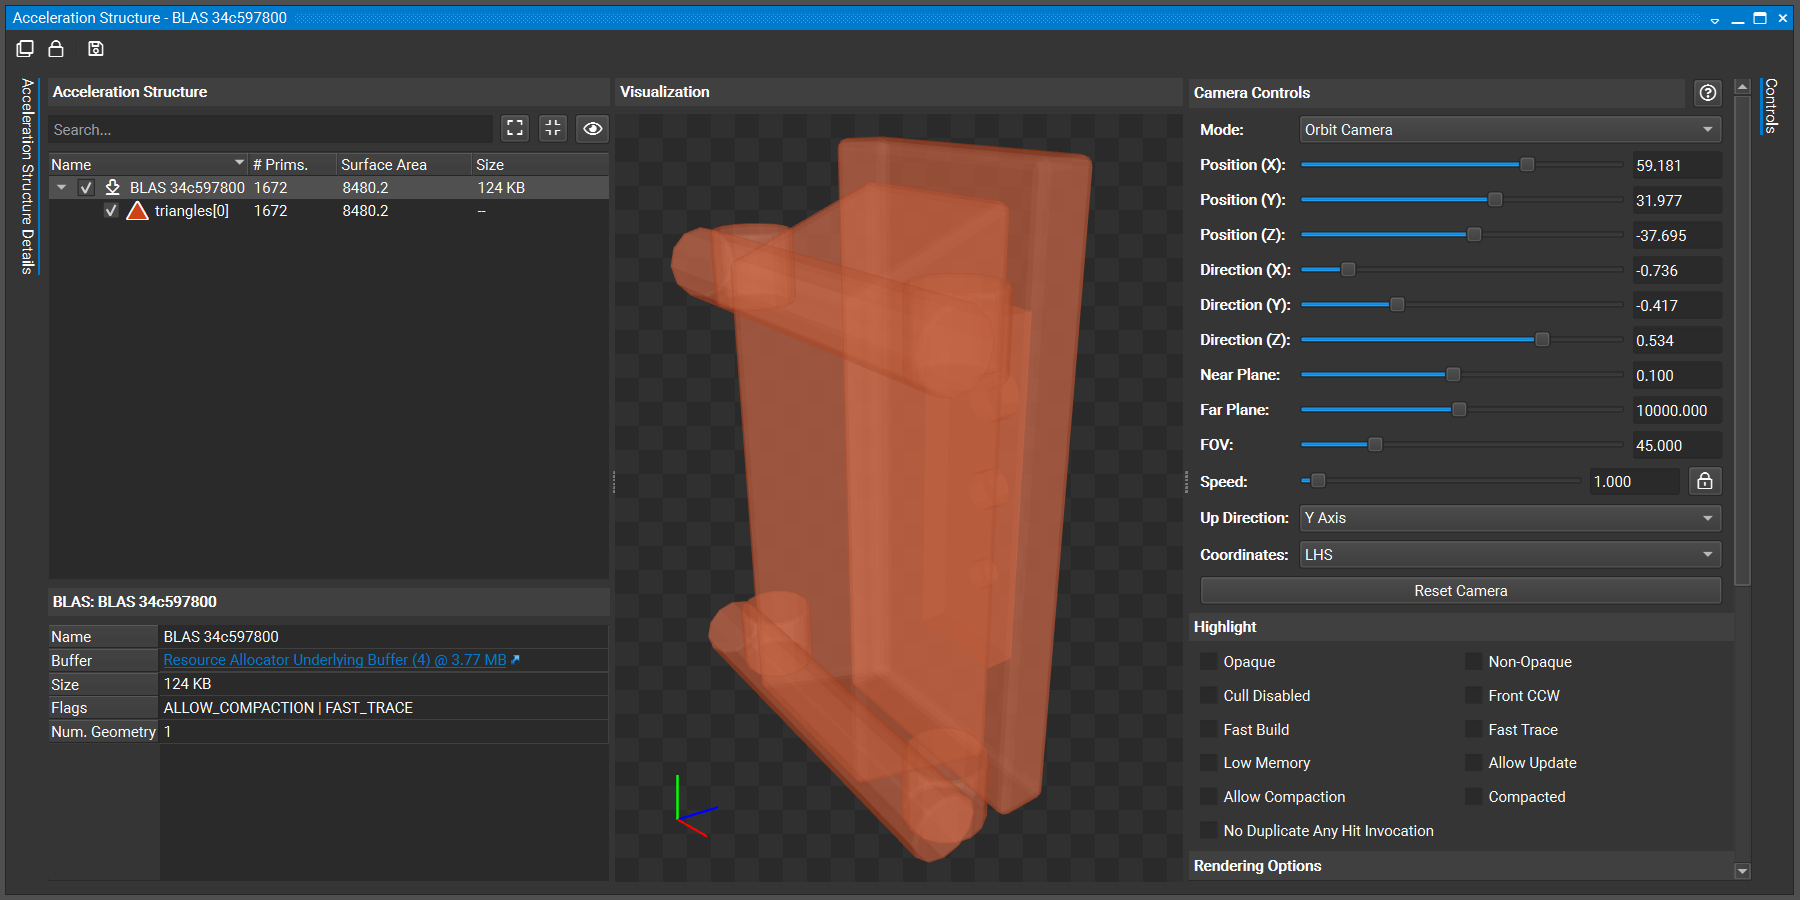 Acceleration Structure - BLAS 34c597800
Acceleration Structure Details
Acceleration Structure
Search...
Name # Prims. Surface Area Size
BLAS 34c597800 1672 8480.2 124 KB
triangles[0] 1672 8480.2 --
BLAS: BLAS 34c597800
Name BLAS 34c597800
Buffer Resource Allocator Underlying Buffer (4) @ 3.77 MB
Size 124 KB
Flags ALLOW_COMPACTION | FAST_TRACE
Num. Geometry 1
Visualization
Camera Controls
Mode: Orbit Camera
Position (X): 59.181
Position (Y): 31.977
Position (Z): -37.695
Direction (X): -0.736
Direction (Y): -0.417
Direction (Z): 0.534
Near Plane: 0.100
Far Plane: 10000.000
FOV: 45.000
Speed: 1.000
Up Direction: Y Axis
Coordinates: LHS
Reset Camera
Highlight
Opaque Non-Opaque
Cull Disabled Front CCW
Fast Build Fast Trace
Low Memory Allow Update
Allow Compaction Compacted
No Duplicate Any Hit Invocation
Rendering Options
Controls